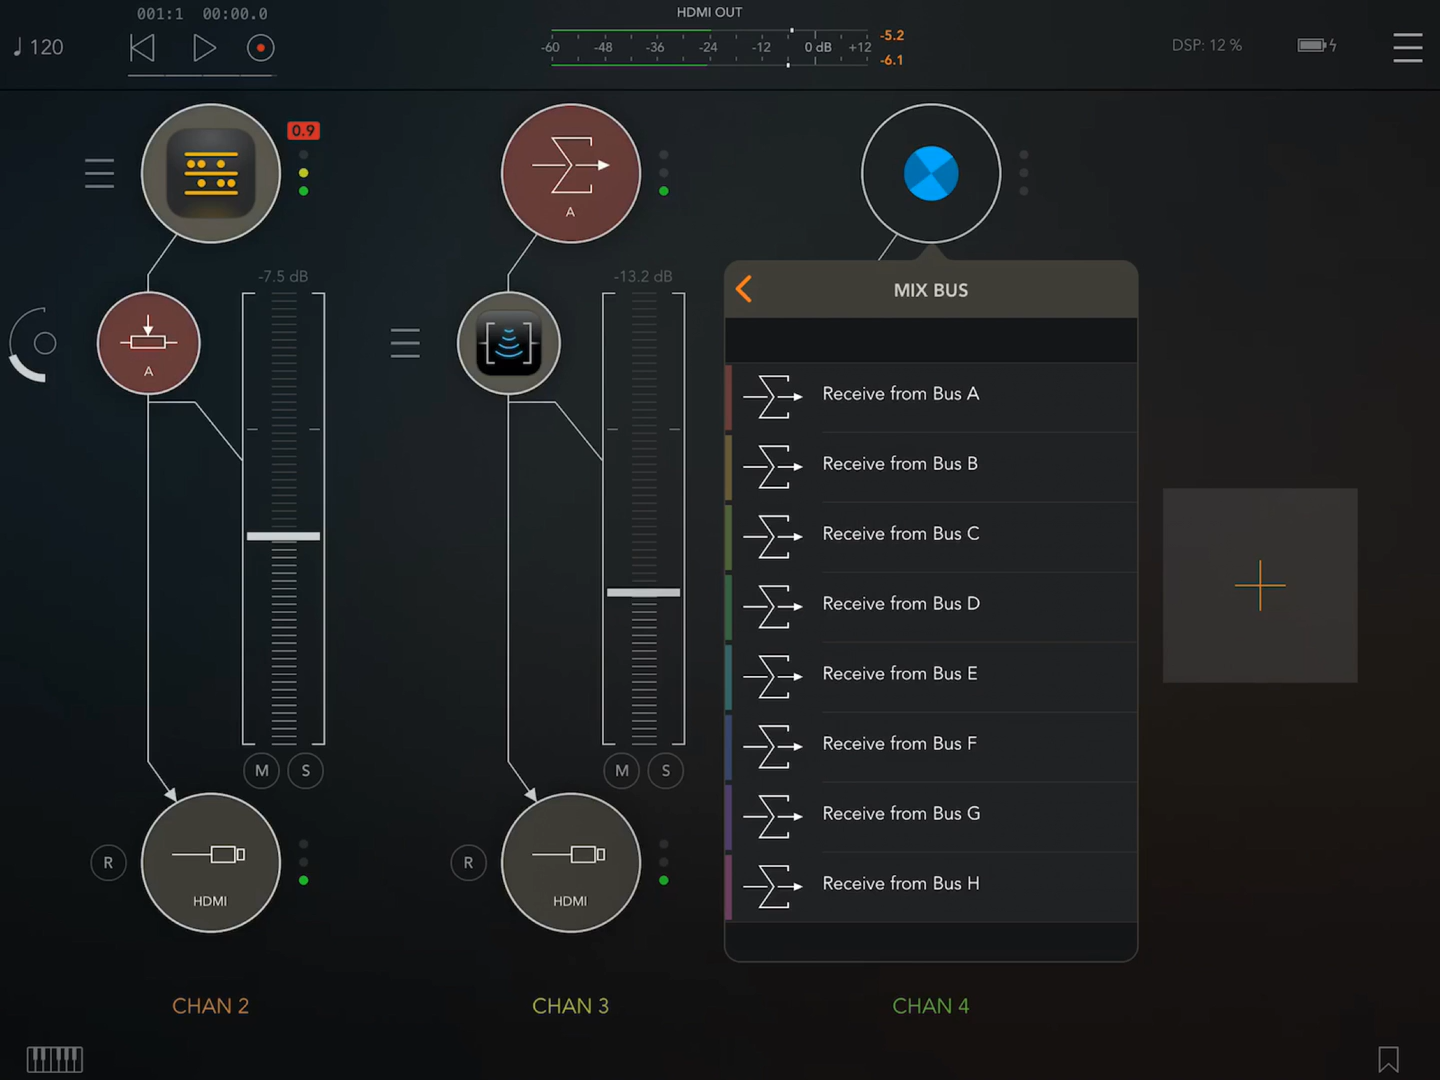 001:1 00:00.0
HDMI OUT
120
-60 -48 -36 -24 -12 0 dB +12
-5.2
-6.1
DSP: 12 %
0.9
A
-7.5 dB
-13.2 dB
A
MIX BUS
Receive from Bus A
Receive from Bus B
Receive from Bus C
Receive from Bus D
Receive from Bus E
Receive from Bus F
Receive from Bus G
Receive from Bus H
M S
M S
R
HDMI
R
HDMI
CHAN 2
CHAN 3
CHAN 4